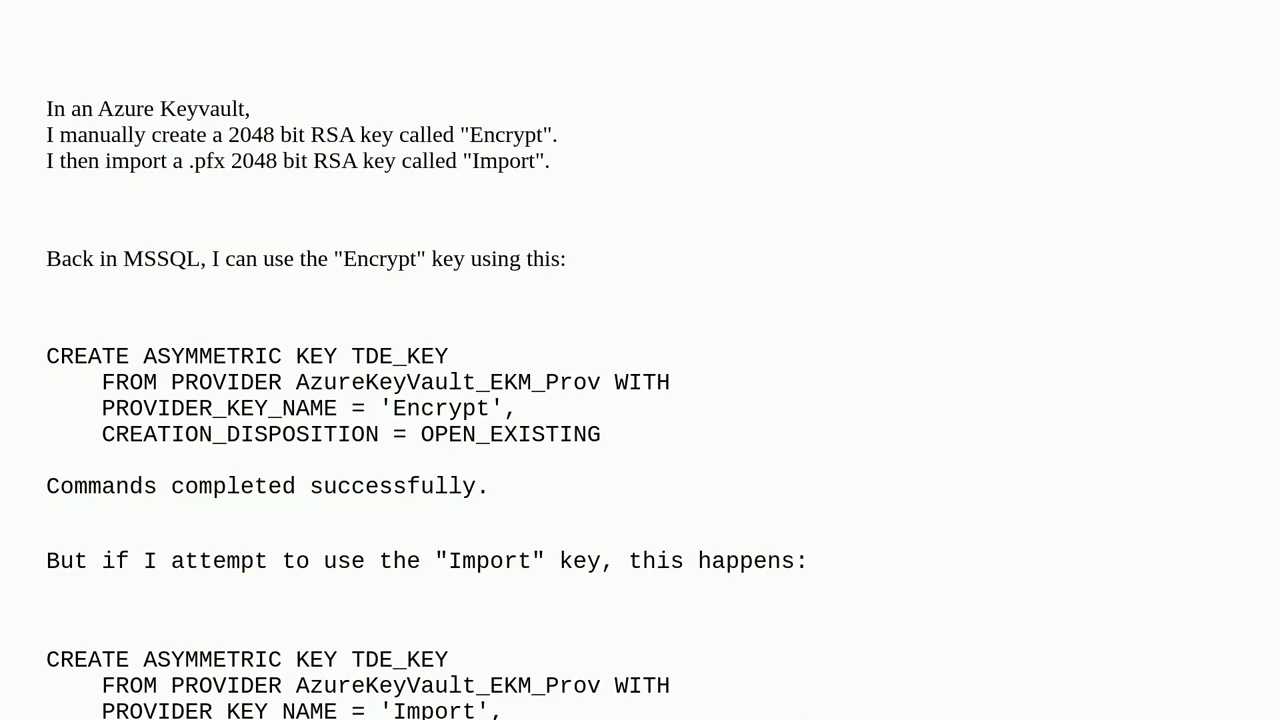 In an Azure Keyvault,
I manually create a 2048 bit RSA key called "Encrypt".
I then import a .pfx 2048 bit RSA key called "Import".
Back in MSSQL, I can use the "Encrypt" key using this:
CREATE ASYMMETRIC KEY TDE_KEY
    FROM PROVIDER AzureKeyVault_EKM_Prov WITH
    PROVIDER_KEY_NAME = 'Encrypt',
    CREATION_DISPOSITION = OPEN_EXISTING
Commands completed successfully.
But if I attempt to use the "Import" key, this happens:
CREATE ASYMMETRIC KEY TDE_KEY
    FROM PROVIDER AzureKeyVault_EKM_Prov WITH
    PROVIDER_KEY_NAME = 'Import',